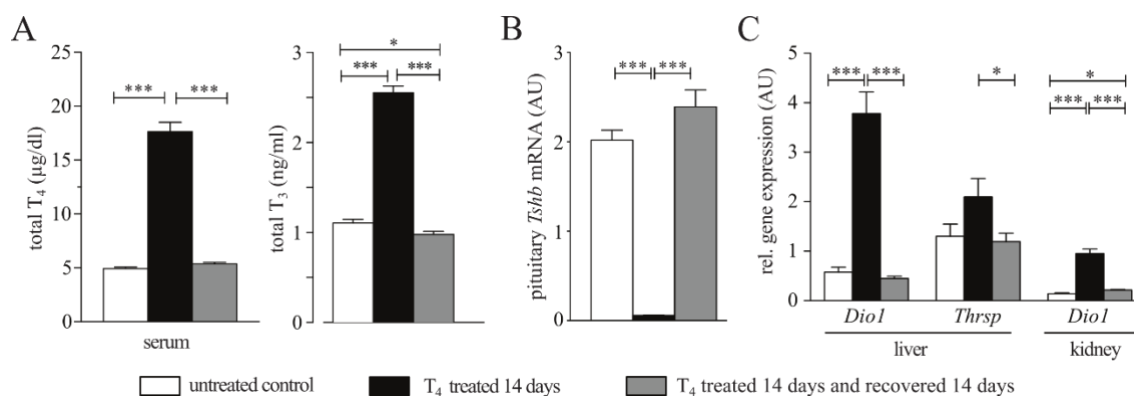 A
B
C
total T4 (µg/dl)
25
20
15
10
5
0
*** ***
serum
total T3 (ng/ml)
3
2
1
0
*
*** ***
pituitary Tshb mRNA (AU)
3
2
1
0
*** ***
rel. gene expression (AU)
6
5
4
3
2
1
0
*** ***
*
*
*** ***
Dio1 Thrsp Dio1
liver kidney
untreated control T4 treated 14 days T4 treated 14 days and recovered 14 days